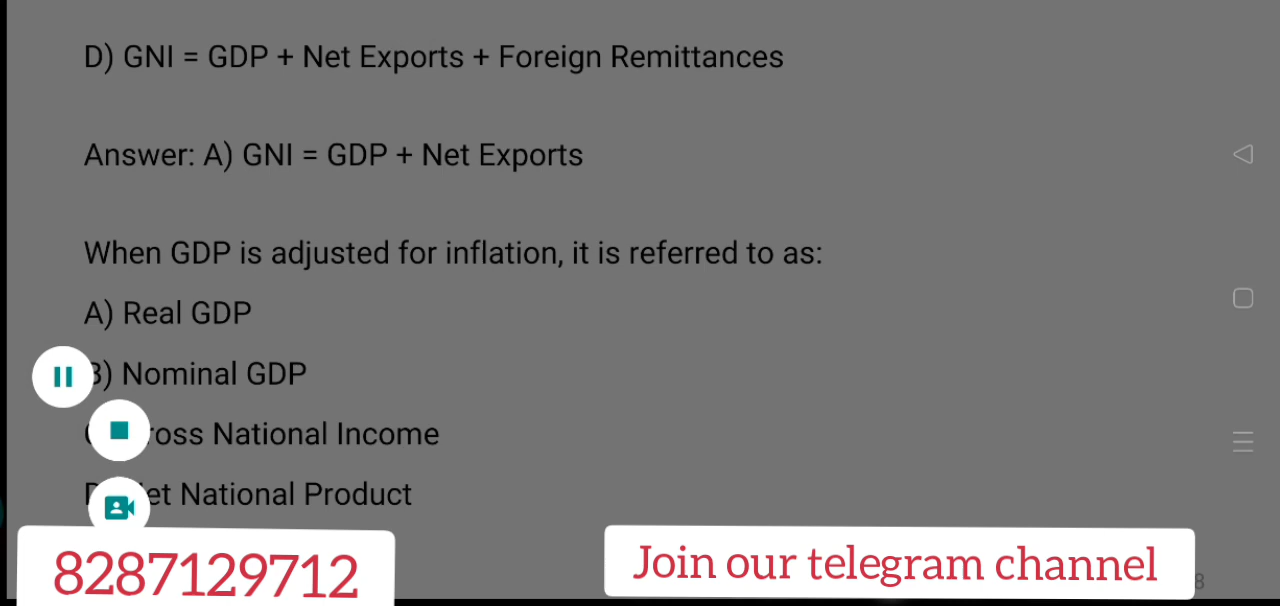 D) GNI = GDP + Net Exports + Foreign Remittances
Answer: A) GNI = GDP + Net Exports
When GDP is adjusted for inflation, it is referred to as:
A) Real GDP
) Nominal GDP
ross National Income
et National Product
8287129712
Join our telegram channel
8